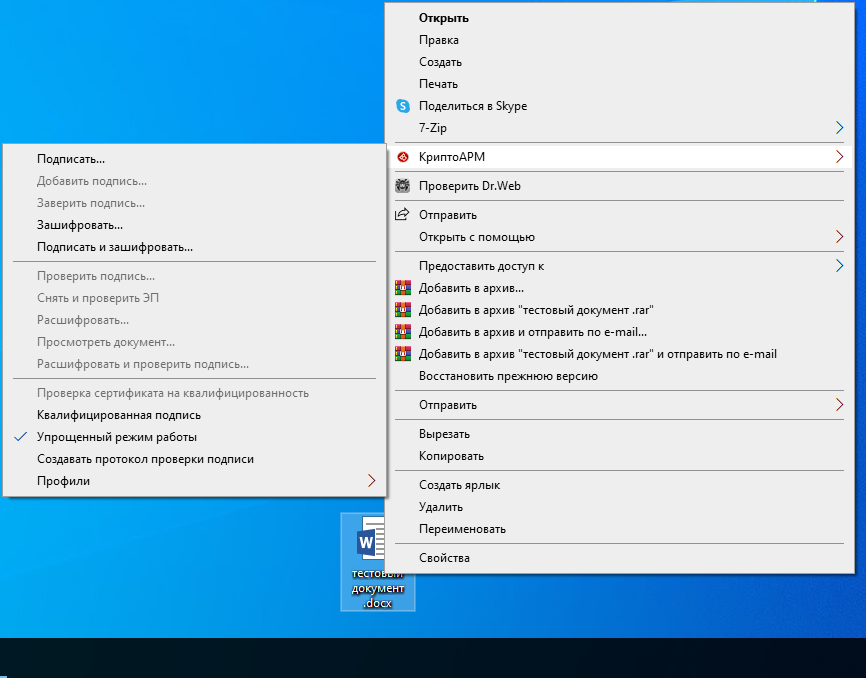 Открыть
Правка
Создать
Печать
Поделиться в Skype
7-Zip
КриптоАРМ
Проверить Dr.Web
Отправить
Открыть с помощью
Предоставить доступ к
Добавить в архив...
Добавить в архив "тестовый документ .rar"
Добавить в архив и отправить по e-mail...
Добавить в архив "тестовый документ .rar" и отправить по e-mail
Восстановить прежнюю версию
Отправить
Вырезать
Копировать
Создать ярлык
Удалить
Переименовать
Свойства
Подписать...
Добавить подпись...
Заверить подпись...
Зашифровать...
Подписать и зашифровать...
Проверить подпись...
Снять и проверить ЭП
Расшифровать...
Просмотреть документ...
Расшифровать и проверить подпись...
Проверка сертификата на квалифицированность
Квалифицированная подпись
Упрощенный режим работы
Создавать протокол проверки подписи
Профили
W
тестовый
документ
.docx